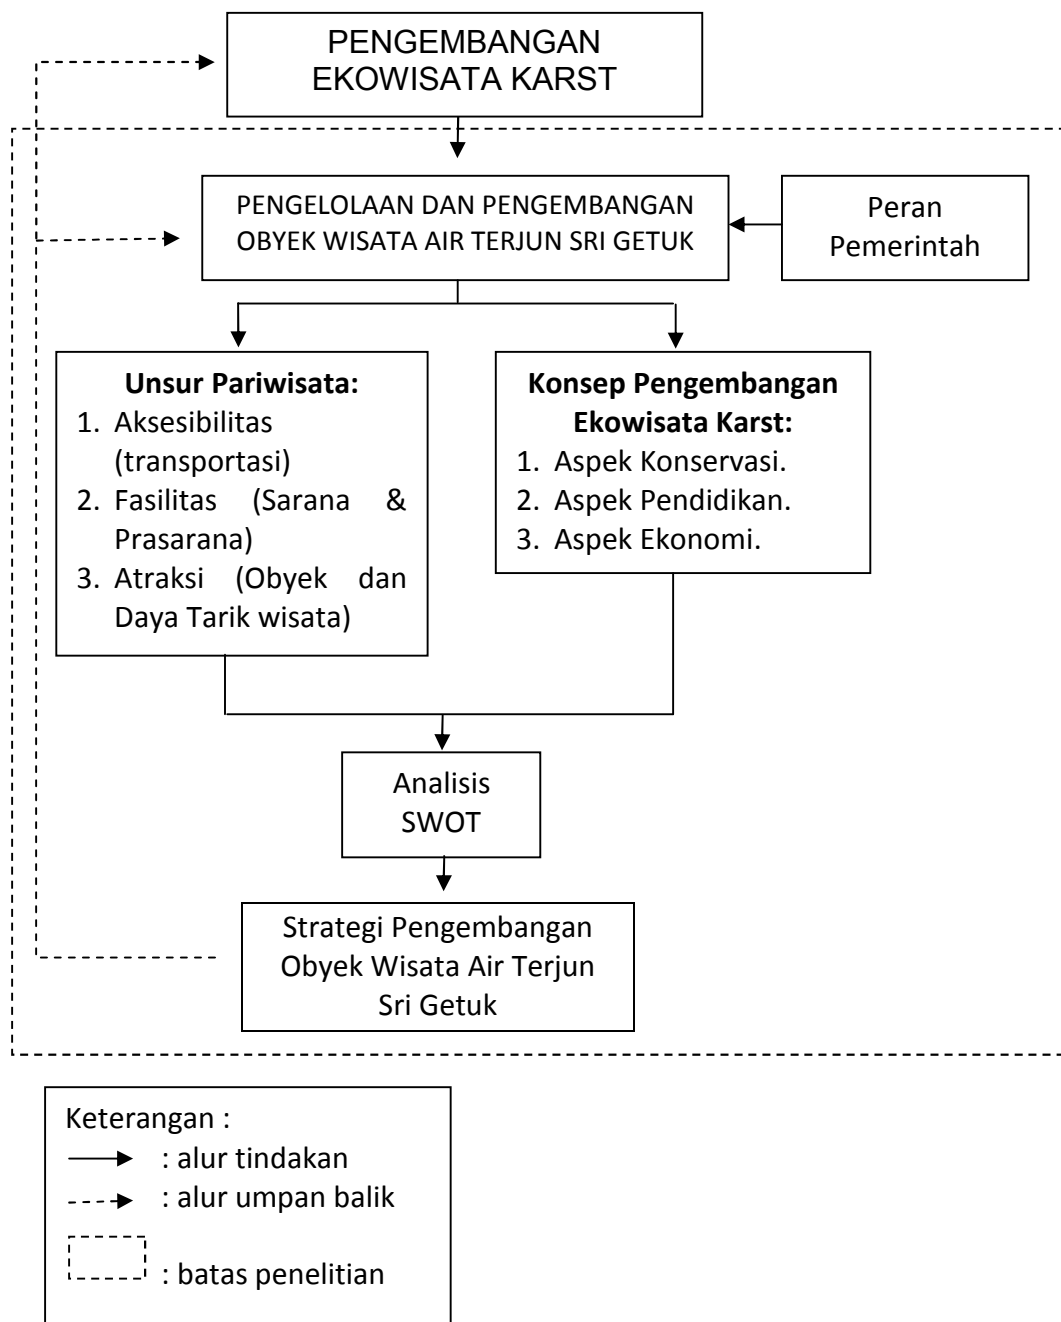 PENGEMBANGAN
EKOWISATA KARST
PENGELOLAAN DAN PENGEMBANGAN
OBYEK WISATA AIR TERJUN SRI GETUK
Peran
Pemerintah
Unsur Pariwisata:
1. Aksesibilitas
(transportasi)
2. Fasilitas (Sarana &
Prasarana)
3. Atraksi (Obyek dan
Daya Tarik wisata)
Konsep Pengembangan
Ekowisata Karst:
1. Aspek Konservasi.
2. Aspek Pendidikan.
3. Aspek Ekonomi.
Analisis
SWOT
Strategi Pengembangan
Obyek Wisata Air Terjun
Sri Getuk
Keterangan :
: alur tindakan
: alur umpan balik
: batas penelitian